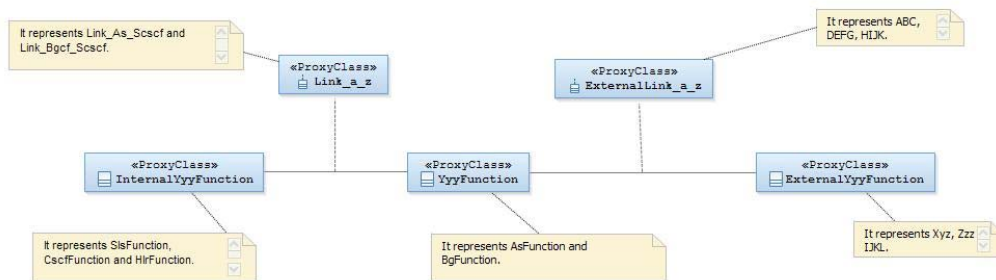 It represents Link_As_Scscf and
Link_Bgcf_Scscf.
It represents ABC,
DEFG, HIJK.
«ProxyClass»
Link_a_z
«ProxyClass»
ExternalLink_a_z
«ProxyClass»
InternalYyyFunction
«ProxyClass»
YyyFunction
«ProxyClass»
ExternalYyyFunction
It represents SlsFunction,
CscfFunction and HlrFunction.
It represents AsFunction and
BgFunction.
It represents Xyz, Zzz
IJKL.